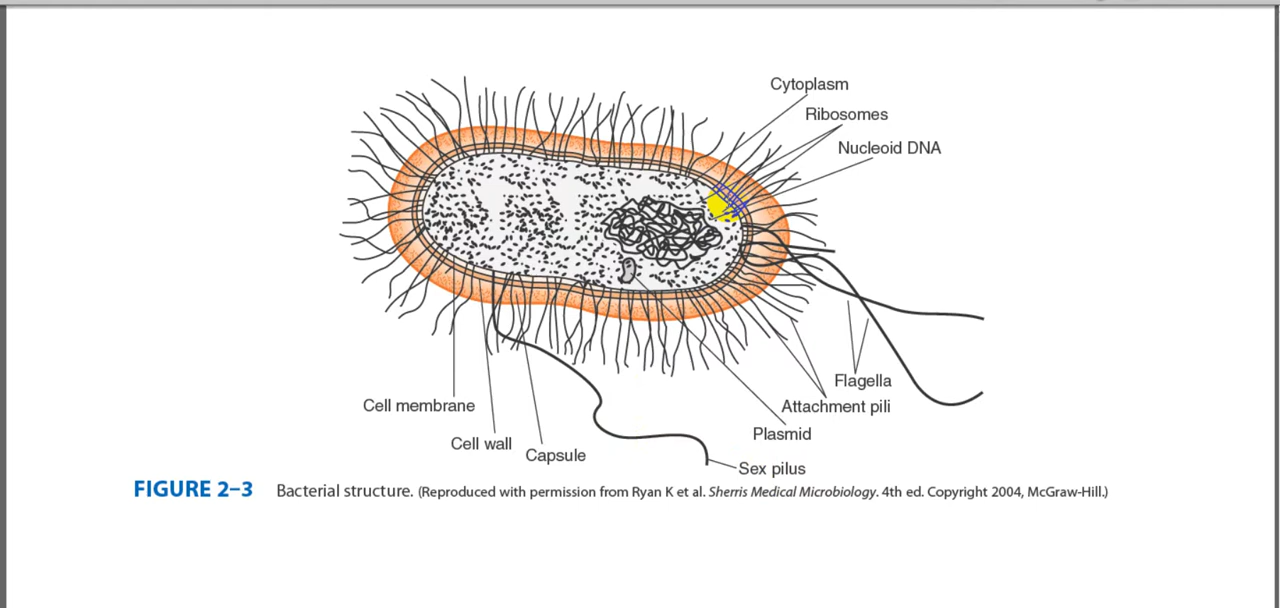 Cytoplasm
Ribosomes
Nucleoid DNA
Flagella
Attachment pili
Cell membrane
Plasmid
Cell wall
Capsule
Sex pilus
FIGURE 2–3 Bacterial structure. (Reproduced with permission from Ryan K et al. Sherris Medical Microbiology. 4th ed. Copyright 2004, McGraw-Hill.)